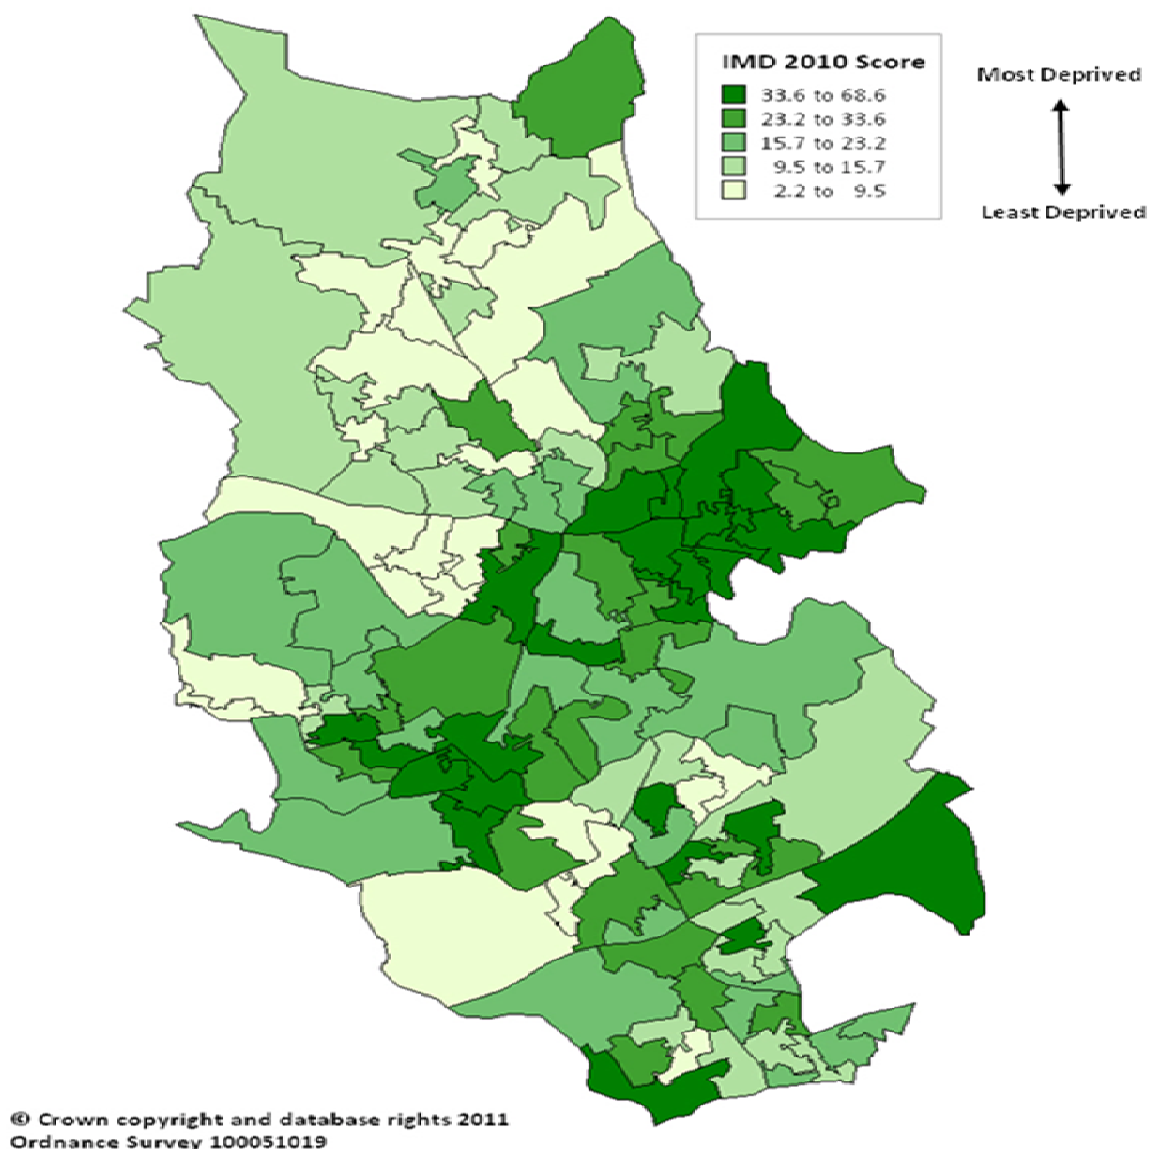 IMD 2010 Score
33.6 to 68.6
23.2 to 33.6
15.7 to 23.2
9.5 to 15.7
2.2 to 9.5
Most Deprived
Least Deprived
© Crown copyright and database rights 2011
Ordnance Survey 100051019